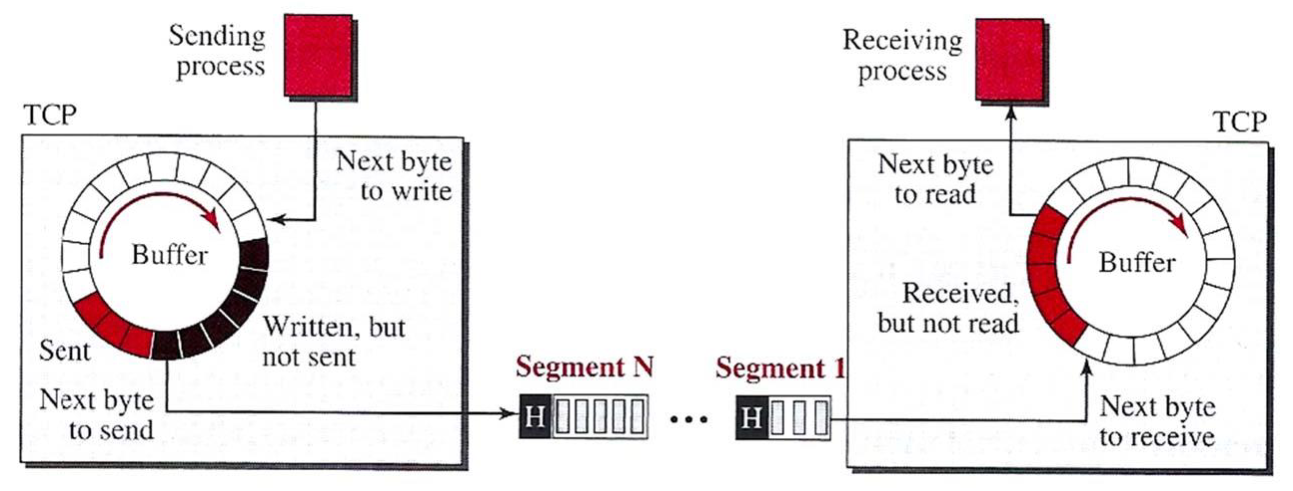 Sending
process
Receiving
process
TCP
TCP
Next byte
to write
Next byte
to read
Buffer
Buffer
Written, but
not sent
Sent
Received,
but not read
Segment N
Segment 1
Next byte
to send
H
...
H
Next byte
to receive